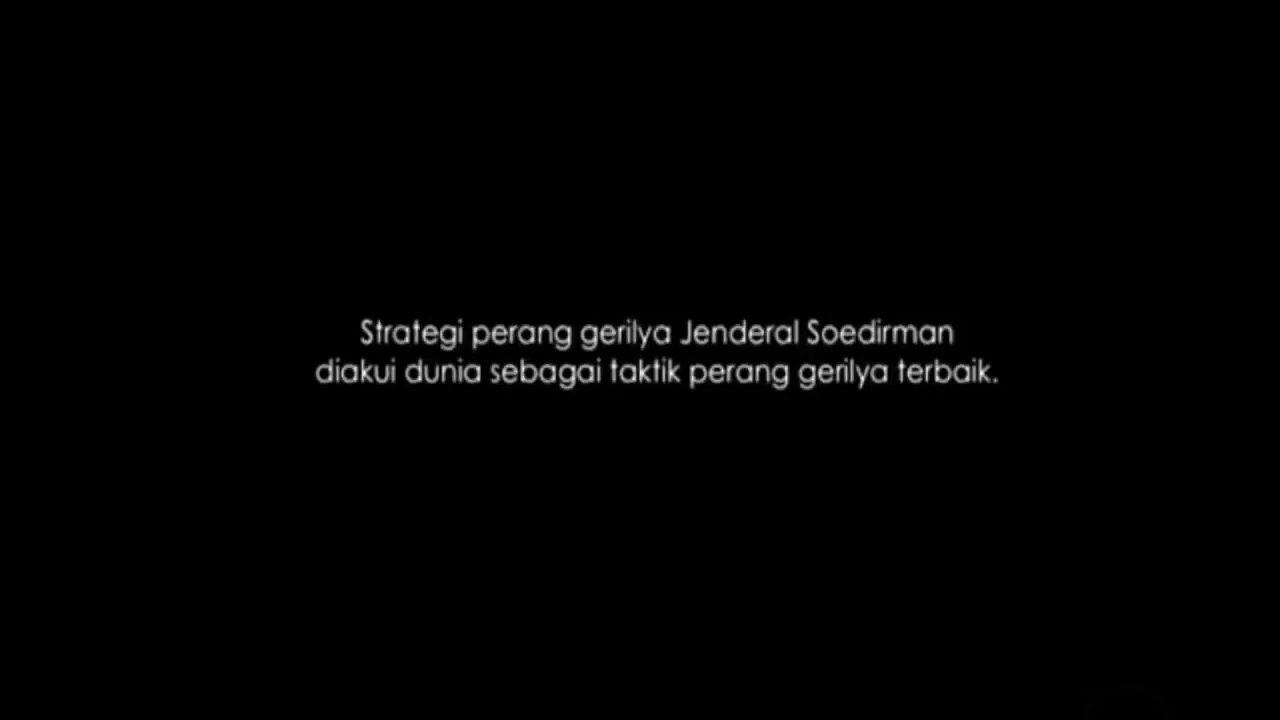 Strategi perang gerilya Jenderal Soedirman
diakui dunia sebagai taktik perang gerilya terbaik.